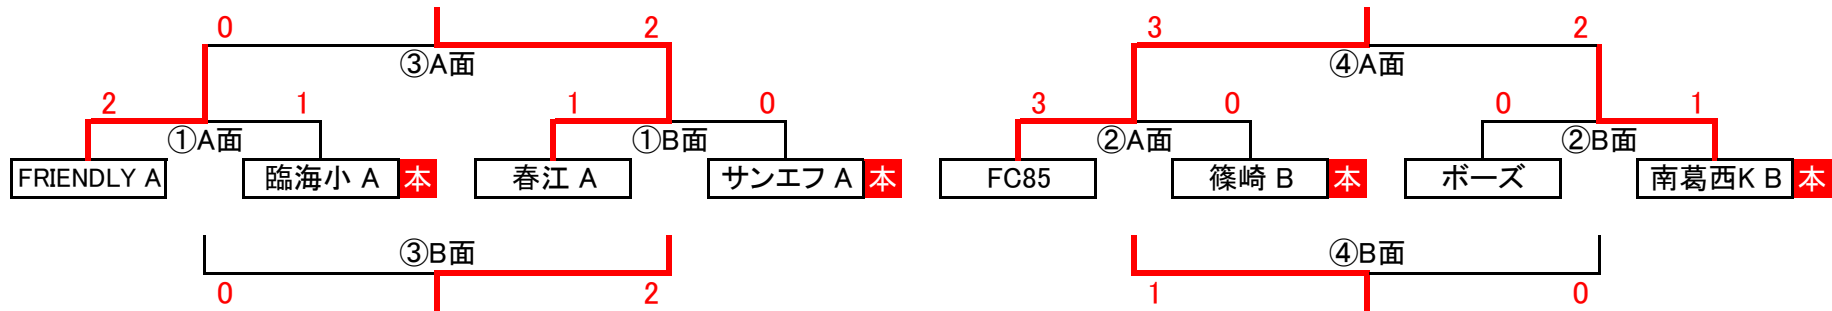 0 2 3 2
③A面 ④A面
2 1 1 0 3 0 0 1
①A面 ①B面 ②A面 ②B面
FRIENDLY A 臨海小 A 本 春江 A サンエフ A 本 FC85 篠崎 B 本 ボーズ 南葛西K B 本
③B面 ④B面
0 2 1 0